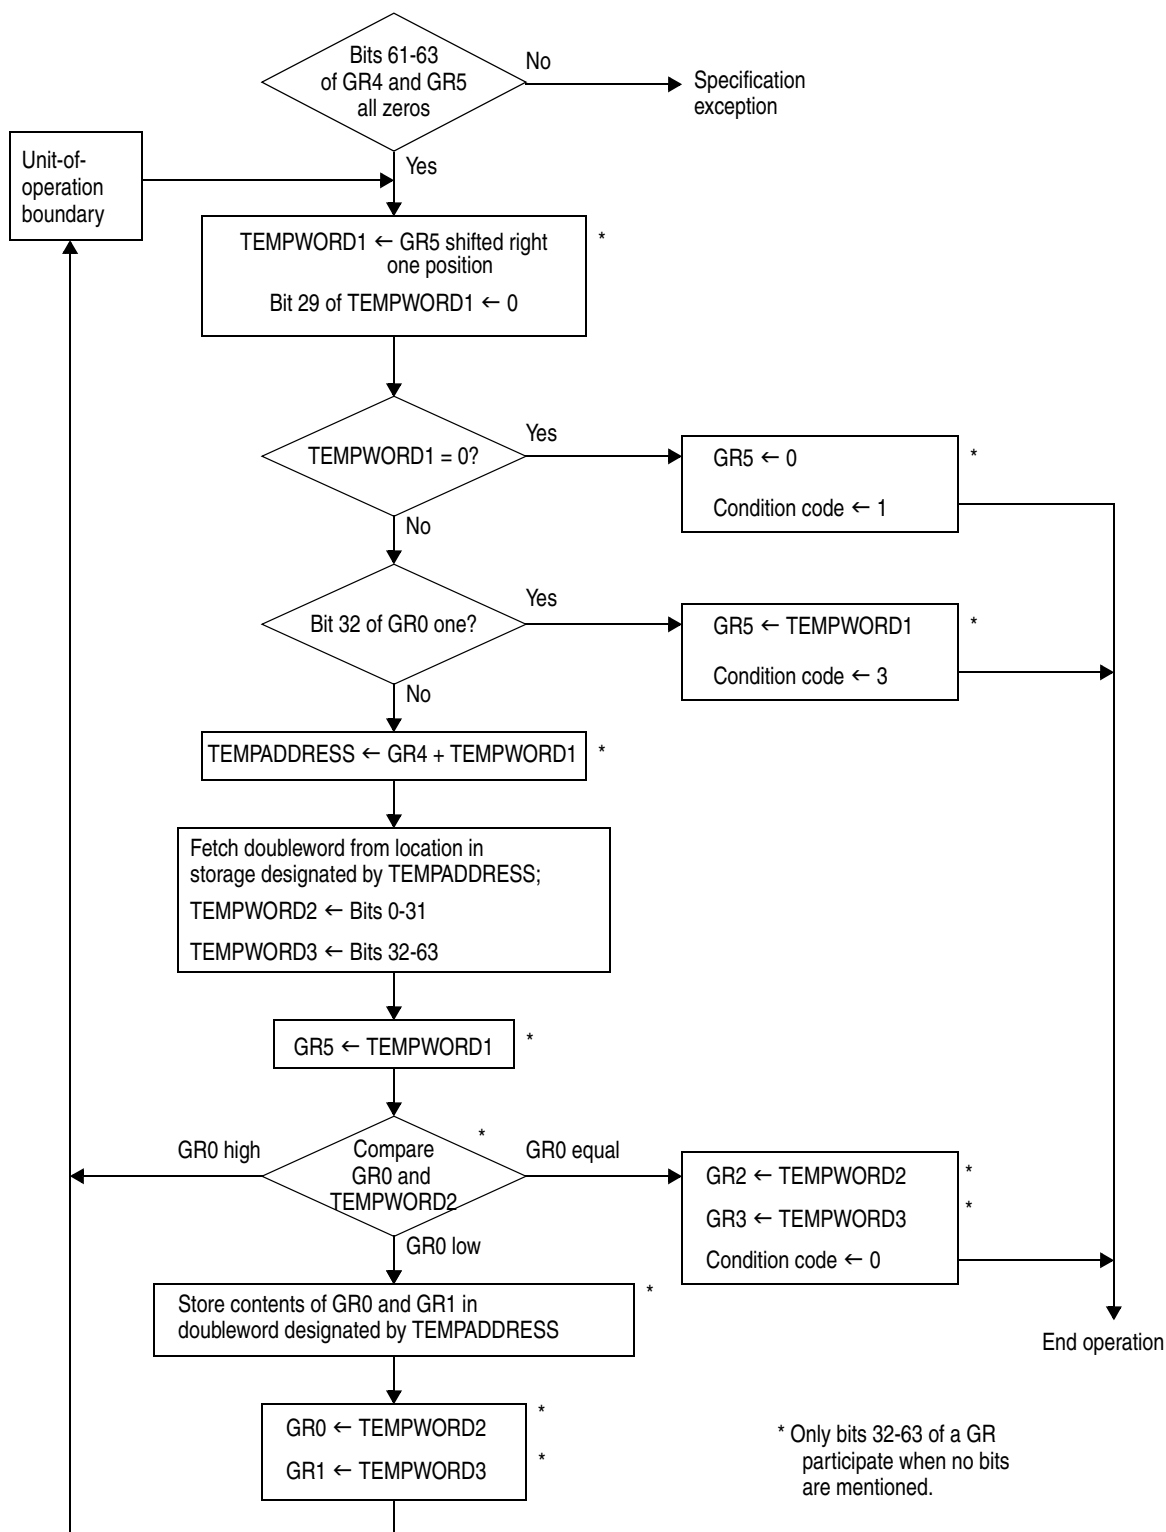 Bits 61-63
of GR4 and GR5
all zeros
No
Specification
exception
Yes
Unit-of-
operation
boundary
TEMPWORD1 ← GR5 shifted right
one position
*
Bit 29 of TEMPWORD1 ← 0
TEMPWORD1 = 0?
Yes
GR5 ← 0
*
Condition code ← 1
No
Bit 32 of GR0 one?
Yes
GR5 ← TEMPWORD1
*
Condition code ← 3
No
TEMPADDRESS ← GR4 + TEMPWORD1
*
Fetch doubleword from location in
storage designated by TEMPADDRESS;
TEMPWORD2 ← Bits 0-31
TEMPWORD3 ← Bits 32-63
GR5 ← TEMPWORD1
*
GR0 high
Compare
GR0 and
TEMPWORD2
*
GR0 equal
GR2 ← TEMPWORD2
*
GR3 ← TEMPWORD3
*
Condition code ← 0
GR0 low
Store contents of GR0 and GR1 in
doubleword designated by TEMPADDRESS
*
End operation
GR0 ← TEMPWORD2
*
GR1 ← TEMPWORD3
*
* Only bits 32-63 of a GR
participate when no bits
are mentioned.